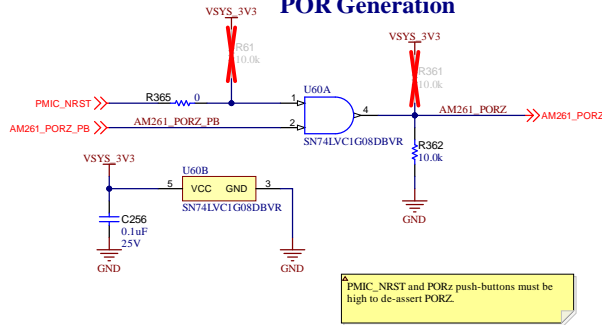 POR Generation
VSYS_3V3
R61
10.0k
VSYS_3V3
R361
10.0k
PMIC_NRST
R365
0
1
U60A
4
AM261_PORZ
AM261_PORZ
AM261_PORZ_PB
AM261_PORZ_PB
2
SN74LVC1G08DBVR
R362
10.0k
GND
VSYS_3V3
U60B
5
VCC
GND
3
SN74LVC1G08DBVR
C256
0.1uF
25V
GND
GND
PMIC_NRST and PORz push-buttons must be
high to de-assert PORZ.